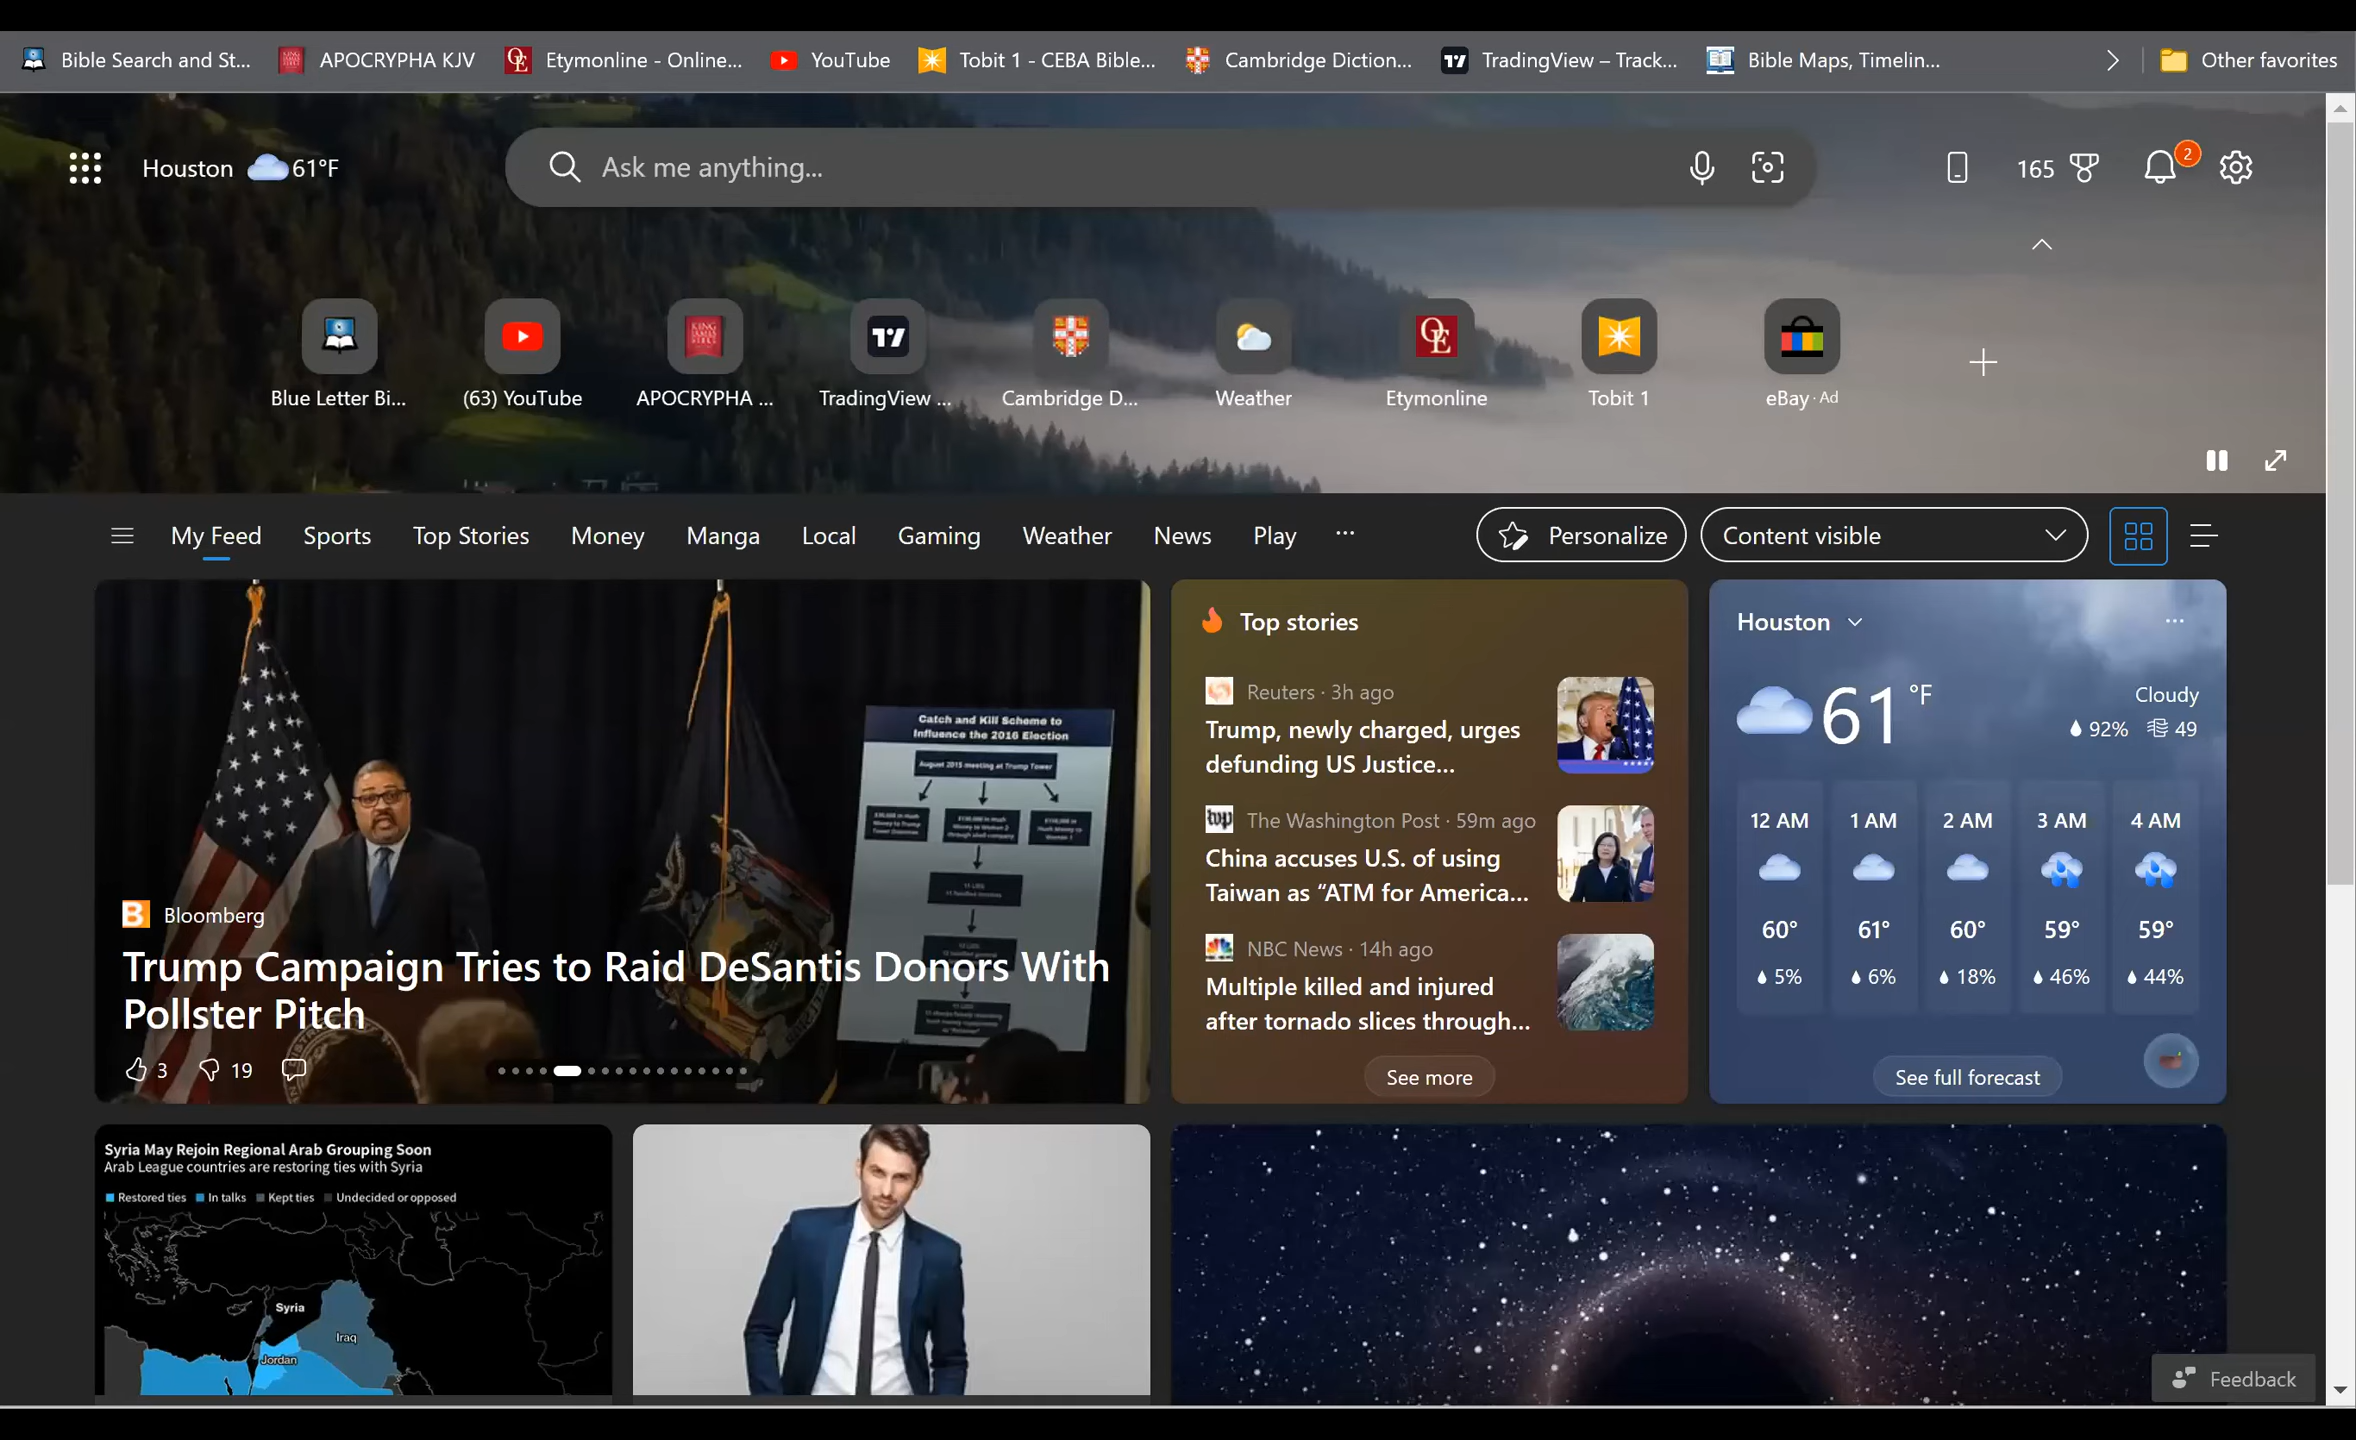 Bible Search and St...
APOCRYPHA KJV
Etymonline - Online...
YouTube
Tobit 1 - CEBA Bible...
Cambridge Diction...
TradingView – Track...
Bible Maps, Timelin...
Other favorites
Houston
61°F
Ask me anything...
165
2
Blue Letter Bi...
(63) YouTube
APOCRYPHA ...
TradingView ...
Cambridge D...
Weather
Etymonline
Tobit 1
eBay · Ad
My Feed
Sports
Top Stories
Money
Manga
Local
Gaming
Weather
News
Play
...
Personalize
Content visible
Catch and Kill Scheme to
Influence the 2016 Election
August 2015 meeting at Trump Tower
Bloomberg
Trump Campaign Tries to Raid DeSantis Donors With
Pollster Pitch
3
19
Top stories
Reuters · 3h ago
Trump, newly charged, urges
defunding US Justice...
The Washington Post · 59m ago
China accuses U.S. of using
Taiwan as “ATM for America...
NBC News · 14h ago
Multiple killed and injured
after tornado slices through...
See more
Houston
...
61 °F
Cloudy
92%
49
12 AM
1 AM
2 AM
3 AM
4 AM
60°
61°
60°
59°
59°
5%
6%
18%
46%
44%
See full forecast
Syria May Rejoin Regional Arab Grouping Soon
Arab League countries are restoring ties with Syria
Restored ties
In talks
Kept ties
Undecided or opposed
Syria
Iraq
Jordan
Feedback